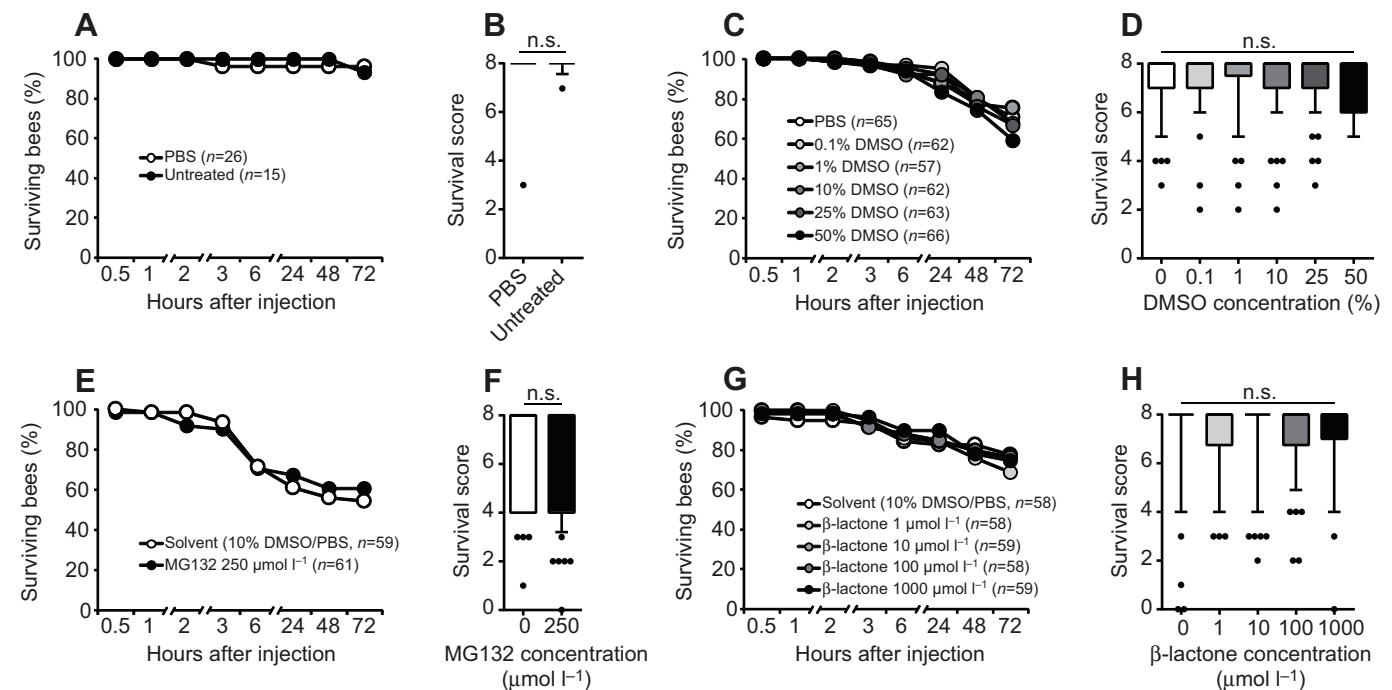 A
Surviving bees (%)
100
80
60
40
20
0
PBS (n=26)
Untreated (n=15)
0.5 1 2 3 6 24 48 72
Hours after injection
B
n.s.
Survival score
8
6
4
2
0
PBS
Untreated
C
Surviving bees (%)
100
80
60
40
20
0
PBS (n=65)
0.1% DMSO (n=62)
1% DMSO (n=57)
10% DMSO (n=62)
25% DMSO (n=63)
50% DMSO (n=66)
0.5 1 2 3 6 24 48 72
Hours after injection
D
n.s.
Survival score
8
6
4
2
0
0 0.1 1 10 25 50
DMSO concentration (%)
E
Surviving bees (%)
100
80
60
40
20
0
Solvent (10% DMSO/PBS, n=59)
MG132 250 μmol l⁻¹ (n=61)
0.5 1 2 3 6 24 48 72
Hours after injection
F
n.s.
Survival score
8
6
4
2
0
0 250
MG132 concentration
(μmol l⁻¹)
G
Surviving bees (%)
100
80
60
40
20
0
Solvent (10% DMSO/PBS, n=58)
β-lactone 1 μmol l⁻¹ (n=58)
β-lactone 10 μmol l⁻¹ (n=59)
β-lactone 100 μmol l⁻¹ (n=58)
β-lactone 1000 μmol l⁻¹ (n=59)
0.5 1 2 3 6 24 48 72
Hours after injection
H
n.s.
Survival score
8
6
4
2
0
0 1 10 100 1000
β-lactone concentration
(μmol l⁻¹)